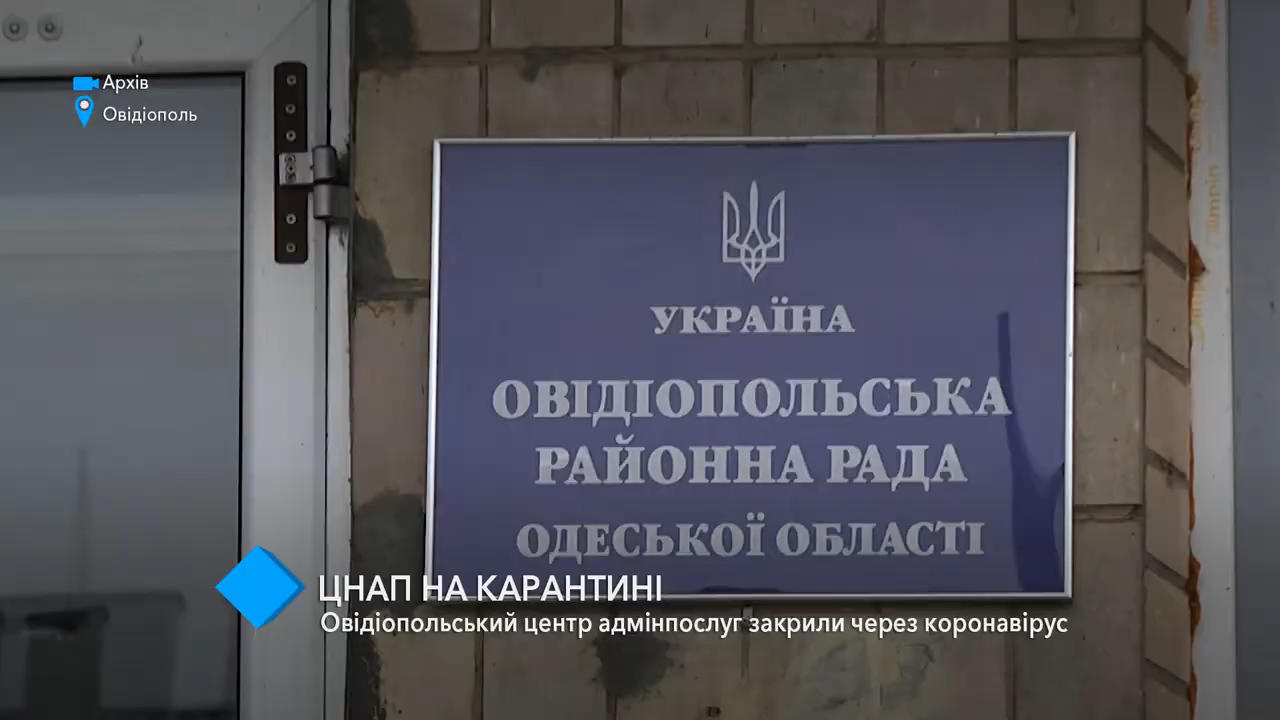 Архів
Овідіополь
УКРАЇНА
ОВІДІОПОЛЬСЬКА
РАЙОННА РАДА
ОДЕСЬКОЇ ОБЛАСТІ
ЦНАП НА КАРАНТИНІ
Овідіопольський центр адмінпослуг закрили через коронавірус